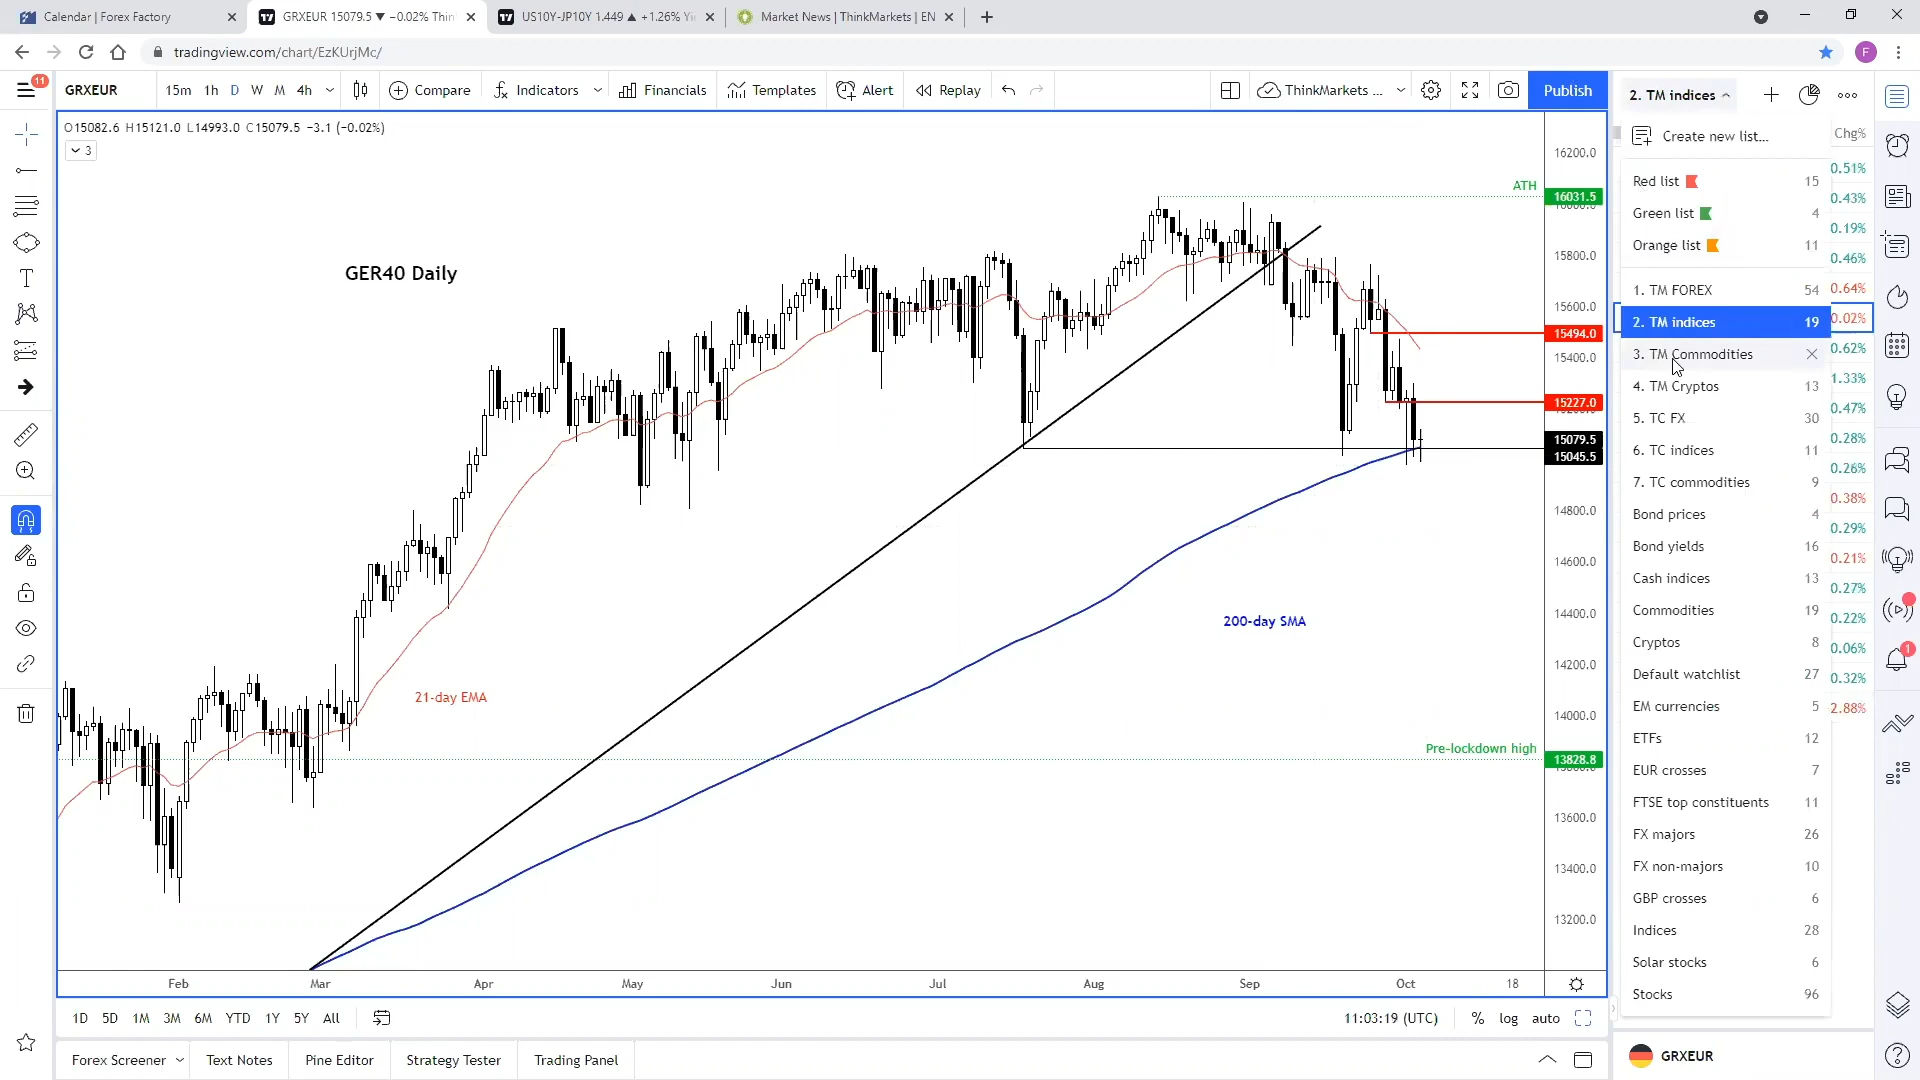 Calendar | Forex Factory
GRXEUR 15079.5 ▼ −0.02% Thin
US10Y-JP10Y 1.449 ▲ +1.26% Yi
Market News | ThinkMarkets | EN
tradingview.com/chart/EzKUrjMc/
F
11
GRXEUR
15m 1h D W M 4h
Compare
Indicators
Financials
Templates
Alert
Replay
ThinkMarkets ...
Publish
2. TM indices
O15082.6 H15121.0 L14993.0 C15079.5 −3.1 (−0.02%)
3
GER40 Daily
ATH
21-day EMA
200-day SMA
Pre-lockdown high
16200.0
16031.5
15800.0
15600.0
15494.0
15400.0
15227.0
15079.5
15045.5
14800.0
14600.0
14400.0
14200.0
14000.0
13828.8
13600.0
13400.0
13200.0
Feb Mar Apr May Jun Jul Aug Sep Oct 18
1D 5D 1M 3M 6M YTD 1Y 5Y All
11:03:19 (UTC) % log auto
Forex Screener
Text Notes
Pine Editor
Strategy Tester
Trading Panel
Create new list...
Chg%
Red list 15
Green list 4
Orange list 11
1. TM FOREX 54
2. TM indices 19
3. TM Commodities
4. TM Cryptos 13
5. TC FX 30
6. TC indices 11
7. TC commodities 9
Bond prices 4
Bond yields 16
Cash indices 13
Commodities 19
Cryptos 8
Default watchlist 27
EM currencies 5
ETFs 12
EUR crosses 7
FTSE top constituents 11
FX majors 26
FX non-majors 10
GBP crosses 6
Indices 28
Solar stocks 6
Stocks 96
0.51%
0.43%
0.19%
0.46%
0.64%
0.02%
0.62%
1.33%
0.47%
0.28%
0.26%
0.38%
0.29%
0.21%
0.27%
0.22%
0.06%
0.32%
2.88%
1
GRXEUR